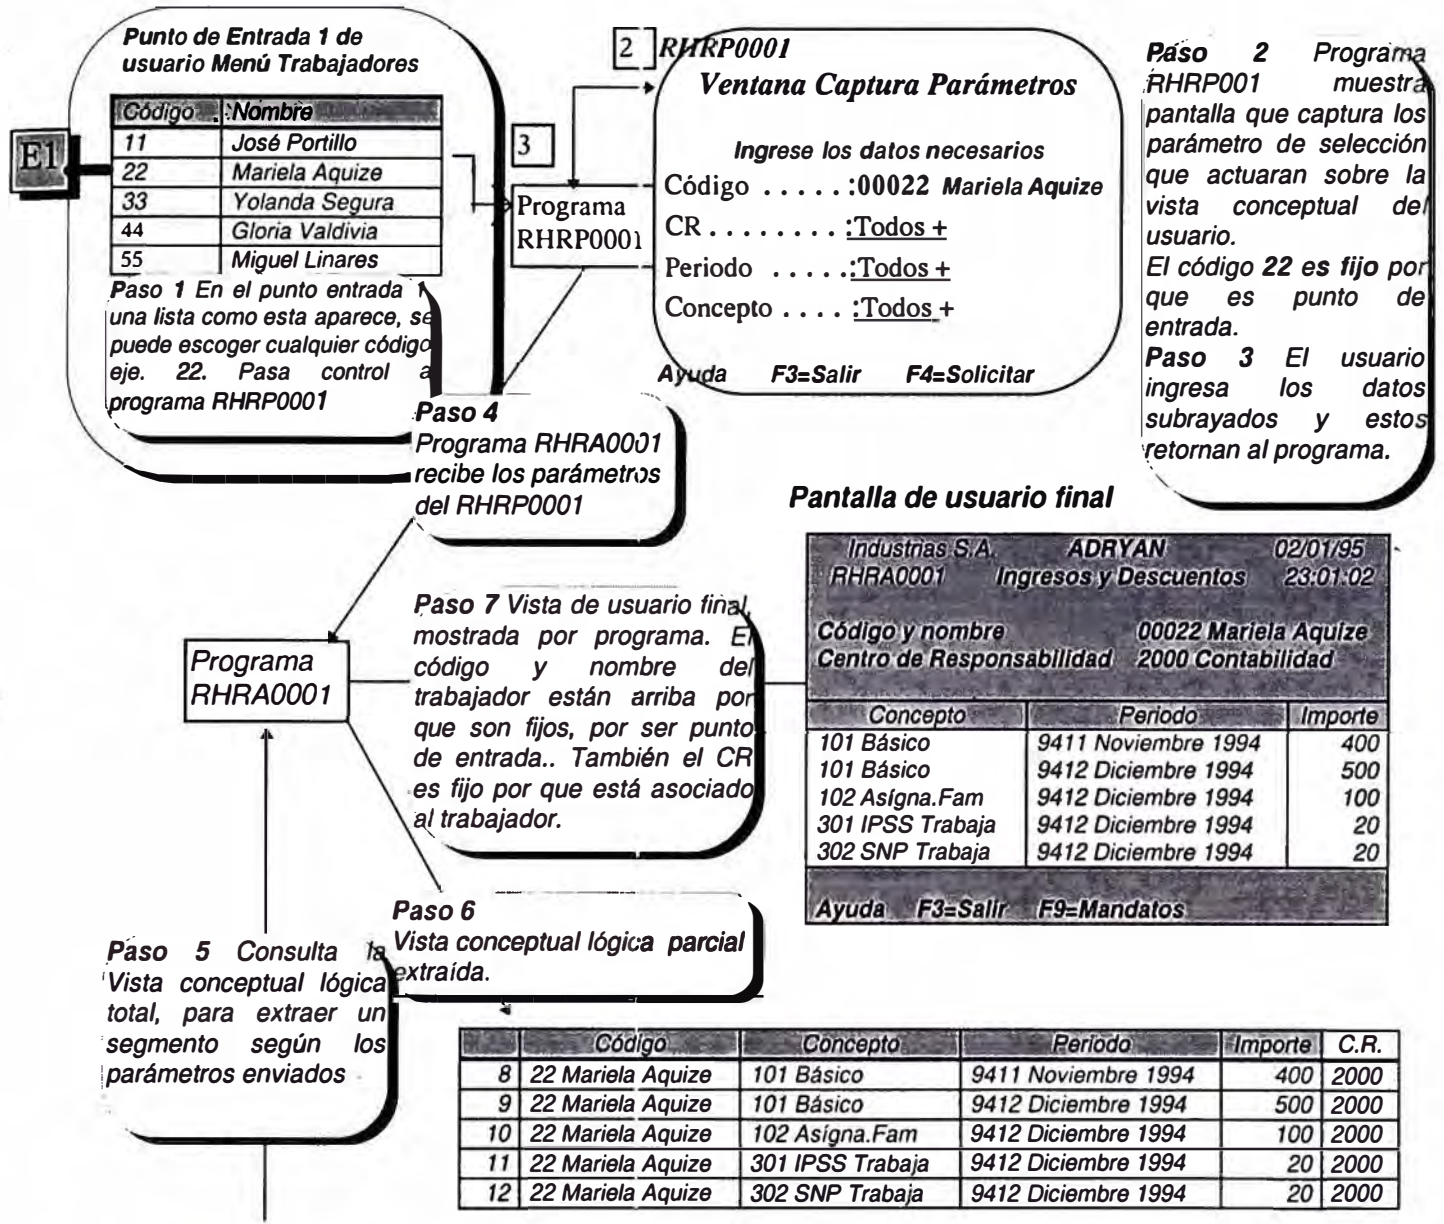 Punto de Entrada 1 de
usuario Menú Trabajadores
E1
Código Nombre
11 José Portillo
22 Mariela Aquize
33 Yolanda Segura
44 Gloria Valdivia
55 Miguel Linares
Paso 1 En el punto entrada 1
una lista como esta aparece, se
puede escoger cualquier código
eje. 22. Pasa control a
programa RHRP0001
3
Programa
RHRP0001
2
RHRP0001
Ventana Captura Parámetros
Ingrese los datos necesarios
Código . . . . . :00022 Mariela Aquize
CR . . . . . . . . :Todos +
Periodo . . . . . :Todos +
Concepto . . . . :Todos +
Ayuda F3=Salir F4=Solicitar
Paso 2 Programa
RHRP001 muestra
pantalla que captura los
parámetro de selección
que actuaran sobre la
vista conceptual del
usuario.
El código 22 es fijo por
que es punto de
entrada.
Paso 3 El usuario
ingresa los datos
subrayados y estos
retornan al programa.
Paso 4
Programa RHRA0001
recibe los parámetros
del RHRP0001
Programa
RHRA0001
Paso 7 Vista de usuario final,
mostrada por programa. El
código y nombre del
trabajador están arriba por
que son fijos, por ser punto
de entrada.. También el CR
es fijo por que está asociado
al trabajador.
Pantalla de usuario final
Industrias S.A. ADRYAN 02/01/95
RHRA0001 Ingresos y Descuentos 23:01:02
Código y nombre 00022 Mariela Aquize
Centro de Responsabilidad 2000 Contabilidad
Concepto Periodo Importe
101 Básico 9411 Noviembre 1994 400
101 Básico 9412 Diciembre 1994 500
102 Asígna.Fam 9412 Diciembre 1994 100
301 IPSS Trabaja 9412 Diciembre 1994 20
302 SNP Trabaja 9412 Diciembre 1994 20
Ayuda F3=Salir F9=Mandatos
Paso 6
Vista conceptual lógica parcial
extraída.
Paso 5 Consulta la
Vista conceptual lógica
total, para extraer un
segmento según los
parámetros enviados
Código Concepto Periodo Importe C.R.
8 22 Mariela Aquize 101 Básico 9411 Noviembre 1994 400 2000
9 22 Mariela Aquize 101 Básico 9412 Diciembre 1994 500 2000
10 22 Mariela Aquize 102 Asígna.Fam 9412 Diciembre 1994 100 2000
11 22 Mariela Aquize 301 IPSS Trabaja 9412 Diciembre 1994 20 2000
12 22 Mariela Aquize 302 SNP Trabaja 9412 Diciembre 1994 20 2000